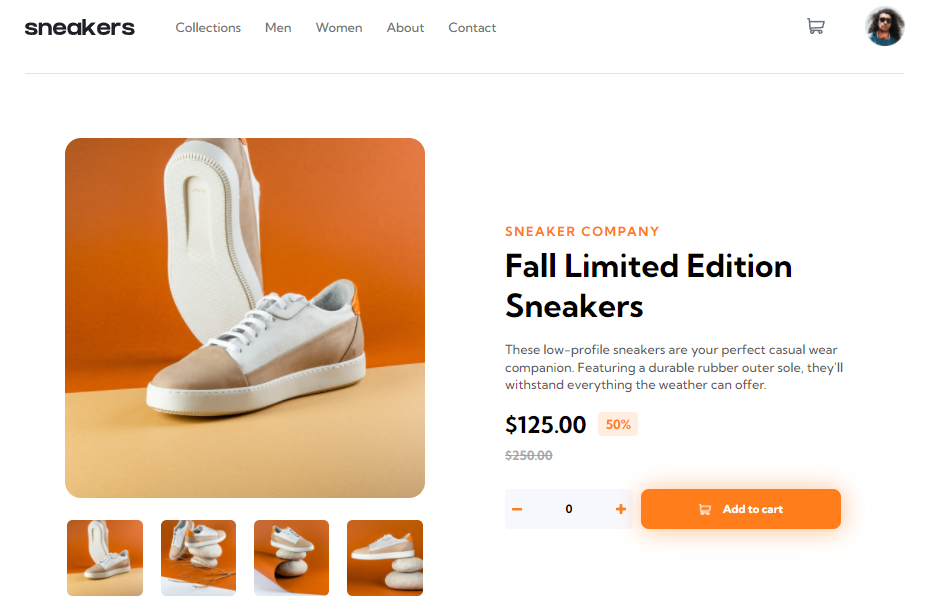 sneakers Collections Men Women About Contact
SNEAKER COMPANY
Fall Limited Edition
Sneakers
These low-profile sneakers are your perfect casual wear
companion. Featuring a durable rubber outer sole, they'll
withstand everything the weather can offer.
$125.00 50%
$250.00
0 Add to cart